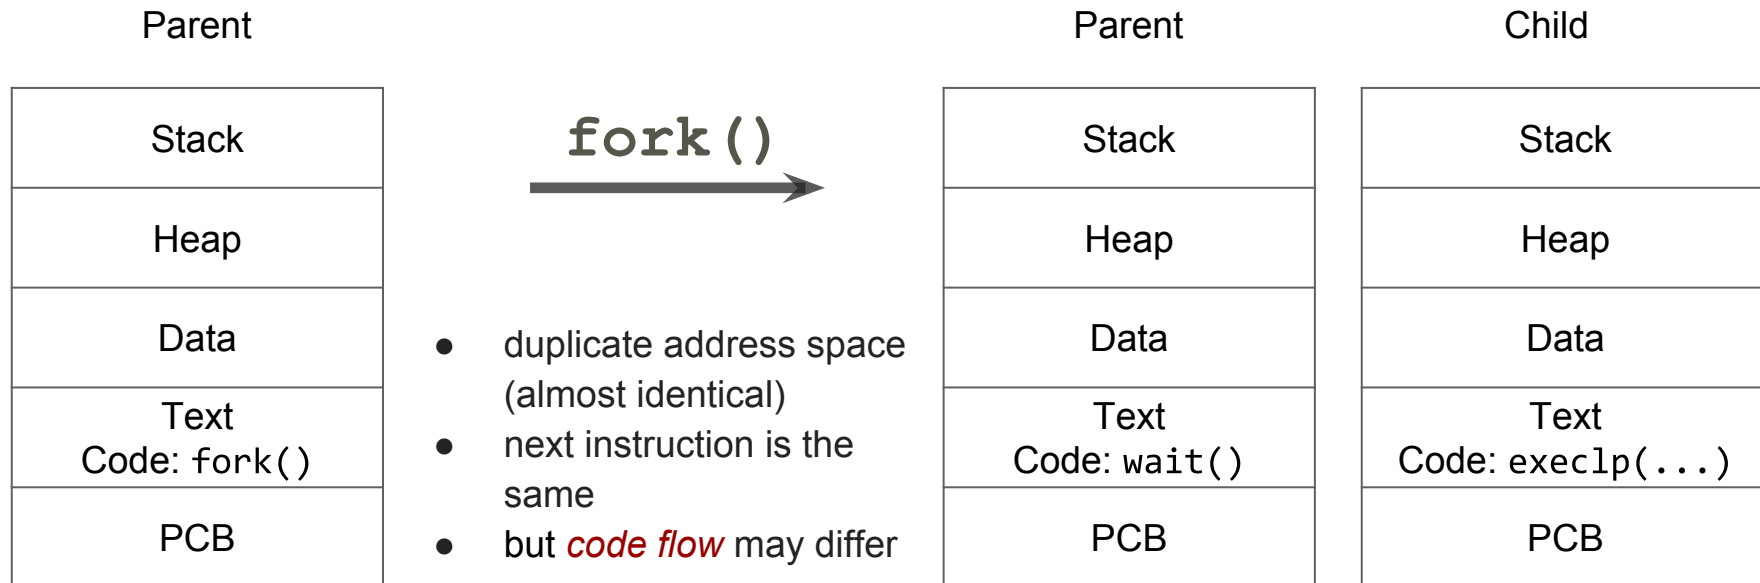 Parent
Stack
Heap
Data
Text
Code: fork()
PCB
fork()
● duplicate address space
(almost identical)
● next instruction is the
same
● but code flow may differ
Parent
Stack
Heap
Data
Text
Code: wait()
PCB
Child
Stack
Heap
Data
Text
Code: execlp(...)
PCB